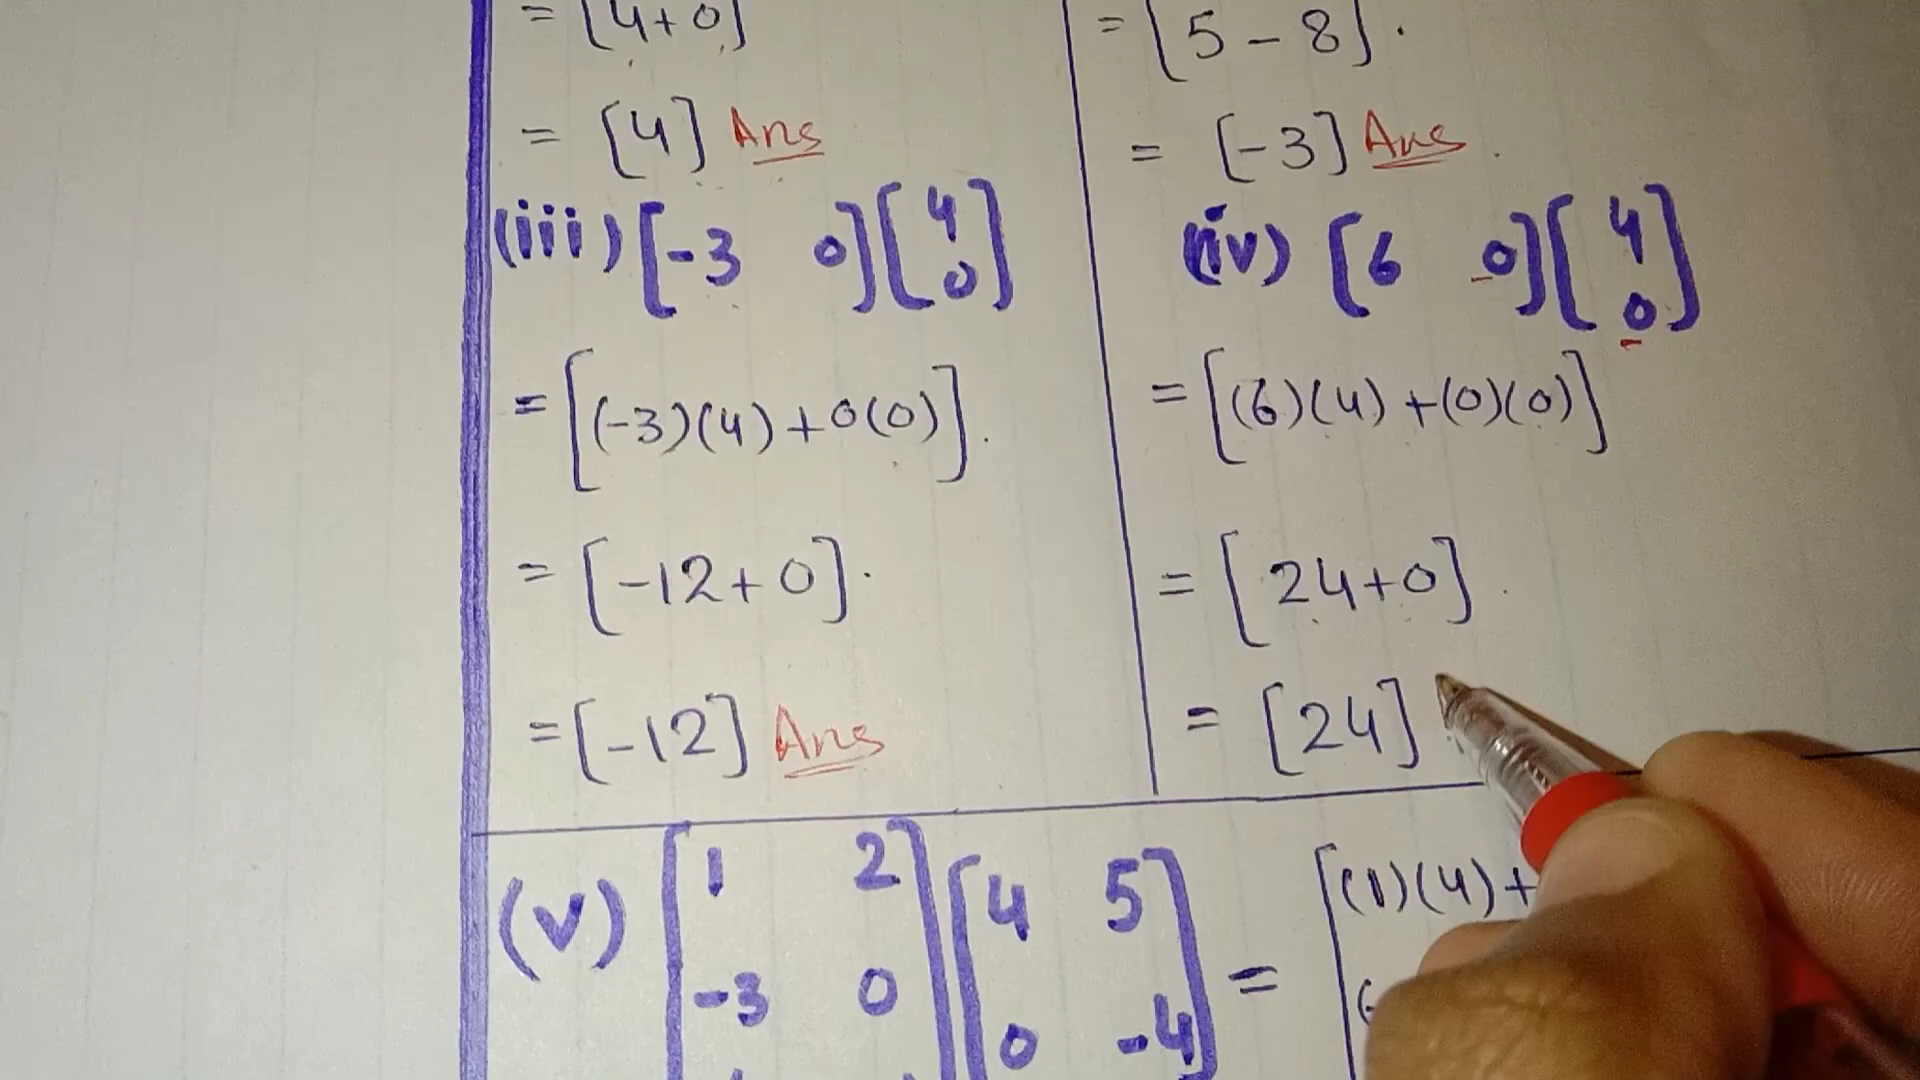 = [4+0]
= [4] Ans
(iii) [-3 0][4
0]
= [(-3)(4)+0(0)].
= [-12+0].
= [-12] Ans
= [5-8].
= [-3] Ans.
(iv) [6 0][4
0]
= [(6)(4)+(0)(0)]
= [24+0].
= [24]
(v) [1 2
-3 0
[4 5]
0 -4
= [(1)(4)+